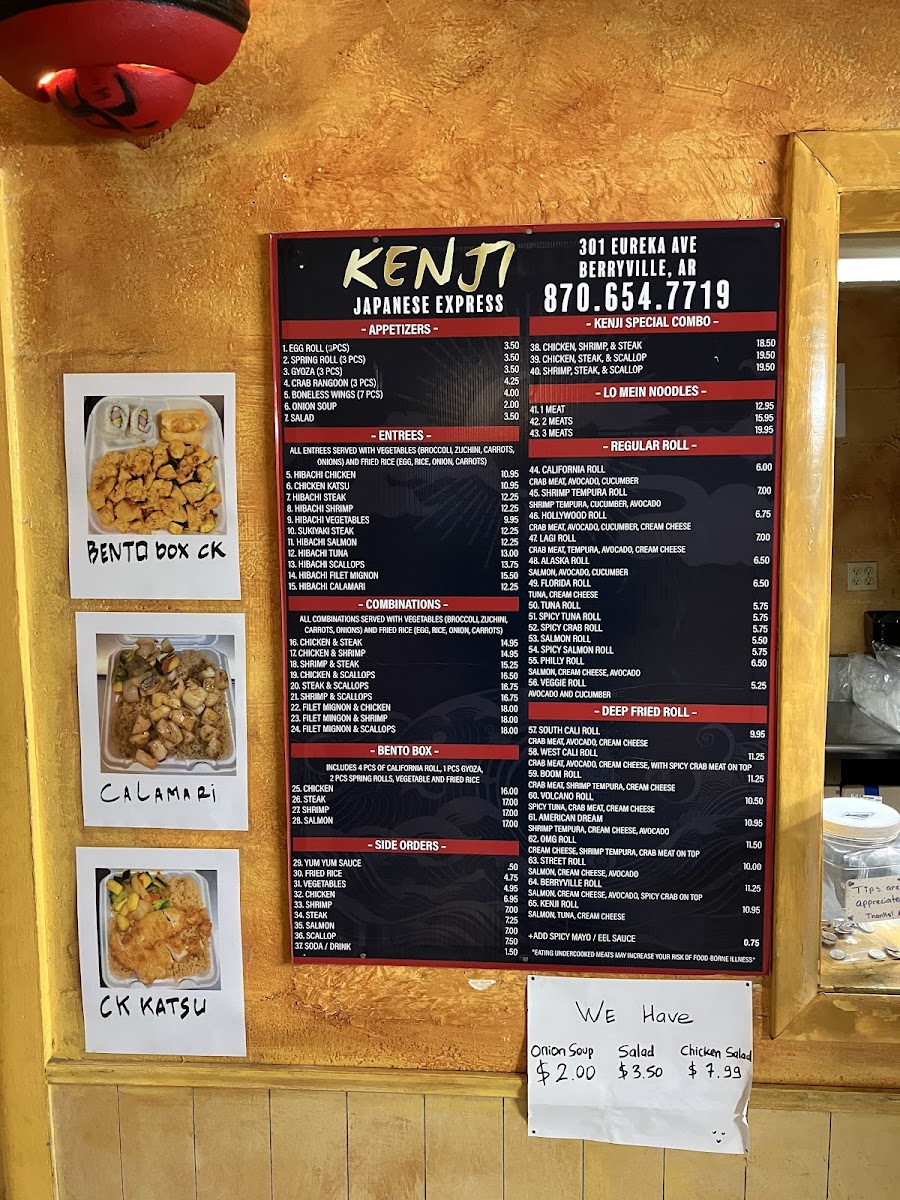 KENJI
JAPANESE EXPRESS
301 EUREKA AVE
BERRYVILLE, AR
870.654.7719
- APPETIZERS -
1. EGG ROLL (2PCS) 3.50
2. SPRING ROLL (3 PCS) 3.50
3. GYOZA (3 PCS) 3.50
4. CRAB RANGOON (3 PCS) 4.25
5. BONELESS WINGS (7 PCS) 4.00
6. ONION SOUP 2.00
7. SALAD 3.50
- ENTREES -
ALL ENTREES SERVED WITH VEGETABLES (BROCCOLI, ZUCHINI, CARROTS,
ONIONS) AND FRIED RICE (EGG, RICE, ONION, CARROTS)
5. HIBACHI CHICKEN 10.95
6. CHICKEN KATSU 10.95
7. HIBACHI STEAK 12.25
8. HIBACHI SHRIMP 12.25
9. HIBACHI VEGETABLES 9.95
10. SUKIYAKI STEAK 12.25
11. HIBACHI SALMON 12.25
12. HIBACHI TUNA 13.00
13. HIBACHI SCALLOPS 13.75
14. HIBACHI FILET MIGNON 15.50
15. HIBACHI CALAMARI 12.25
- COMBINATIONS -
ALL COMBINATIONS SERVED WITH VEGETABLES (BROCCOLI, ZUCHINI,
CARROTS, ONIONS) AND FRIED RICE (EGG, RICE, ONION, CARROTS)
16. CHICKEN & STEAK 14.95
17. CHICKEN & SHRIMP 14.95
18. SHRIMP & STEAK 15.25
19. CHICKEN & SCALLOPS 16.50
20. STEAK & SCALLOPS 16.75
21. SHRIMP & SCALLOPS 16.75
22. FILET MIGNON & CHICKEN 18.00
23. FILET MINGON & SHRIMP 18.00
24. FILET MIGNON & SCALLOPS 18.00
- BENTO BOX -
INCLUDES 4 PCS OF CALIFORNIA ROLL, 1 PCS GYOZA,
2 PCS SPRING ROLLS, VEGETABLE AND FRIED RICE
25. CHICKEN 16.00
26. STEAK 17.00
27. SHRIMP 17.00
28. SALMON 17.00
- SIDE ORDERS -
29. YUM YUM SAUCE .50
30. FRIED RICE 4.75
31. VEGETABLES 4.95
32. CHICKEN 6.95
33. SHRIMP 7.00
34. STEAK 7.25
35. SALMON 7.00
36. SCALLOP 7.50
37. SODA / DRINK 1.50
- KENJI SPECIAL COMBO -
38. CHICKEN, SHRIMP, & STEAK 18.50
39. CHICKEN, STEAK, & SCALLOP 19.50
40. SHRIMP, STEAK, & SCALLOP 19.50
- LO MEIN NOODLES -
41. 1 MEAT 12.95
42. 2 MEATS 15.95
43. 3 MEATS 19.95
- REGULAR ROLL -
44. CALIFORNIA ROLL 6.00
CRAB MEAT, AVOCADO, CUCUMBER
45. SHRIMP TEMPURA ROLL 7.00
SHRIMP TEMPURA, CUCUMBER, AVOCADO
46. HOLLYWOOD ROLL 6.75
CRAB MEAT, AVOCADO, CUCUMBER, CREAM CHEESE
47. LAGI ROLL 7.00
CRAB MEAT, TEMPURA, AVOCADO, CREAM CHEESE
48. ALASKA ROLL 6.50
SALMON, AVOCADO, CUCUMBER
49. FLORIDA ROLL 6.50
TUNA, CREAM CHEESE
50. TUNA ROLL 5.75
51. SPICY TUNA ROLL 5.75
52. SPICY CRAB ROLL 5.75
53. SALMON ROLL 5.50
54. SPICY SALMON ROLL 5.75
55. PHILLY ROLL 6.50
SALMON, CREAM CHEESE, AVOCADO
56. VEGGIE ROLL 5.25
AVOCADO AND CUCUMBER
- DEEP FRIED ROLL -
57. SOUTH CALI ROLL 9.95
CRAB MEAT, AVOCADO, CREAM CHEESE
58. WEST CALI ROLL 11.25
CRAB MEAT, AVOCADO, CREAM CHEESE, WITH SPICY CRAB MEAT ON TOP
59. BOOM ROLL 11.25
CRAB MEAT, SHRIMP TEMPURA, CREAM CHEESE
60. VOLCANO ROLL 10.50
SPICY TUNA, CRAB MEAT, CREAM CHEESE
61. AMERICAN DREAM 10.95
SHRIMP TEMPURA, CREAM CHEESE, AVOCADO
62. OMG ROLL 11.50
CREAM CHEESE, SHRIMP TEMPURA, CRAB MEAT ON TOP
63. STREET ROLL 10.00
SALMON, CREAM CHEESE, AVOCADO
64. BERRYVILLE ROLL 11.25
SALMON, CREAM CHEESE, AVOCADO, SPICY CRAB ON TOP
65. KENJI ROLL 10.95
SALMON, TUNA, CREAM CHEESE
+ADD SPICY MAYO / EEL SAUCE 0.75
*EATING UNDERCOOKED MEATS MAY INCREASE YOUR RISK OF FOOD-BORNE ILLNESS*
BENTO box CK
CALAMARi
CK KATSU
WE Have
Onion Soup Salad Chicken Salad
$2.00 $3.50 $7.99
Tips are
appreciate
Thanks!